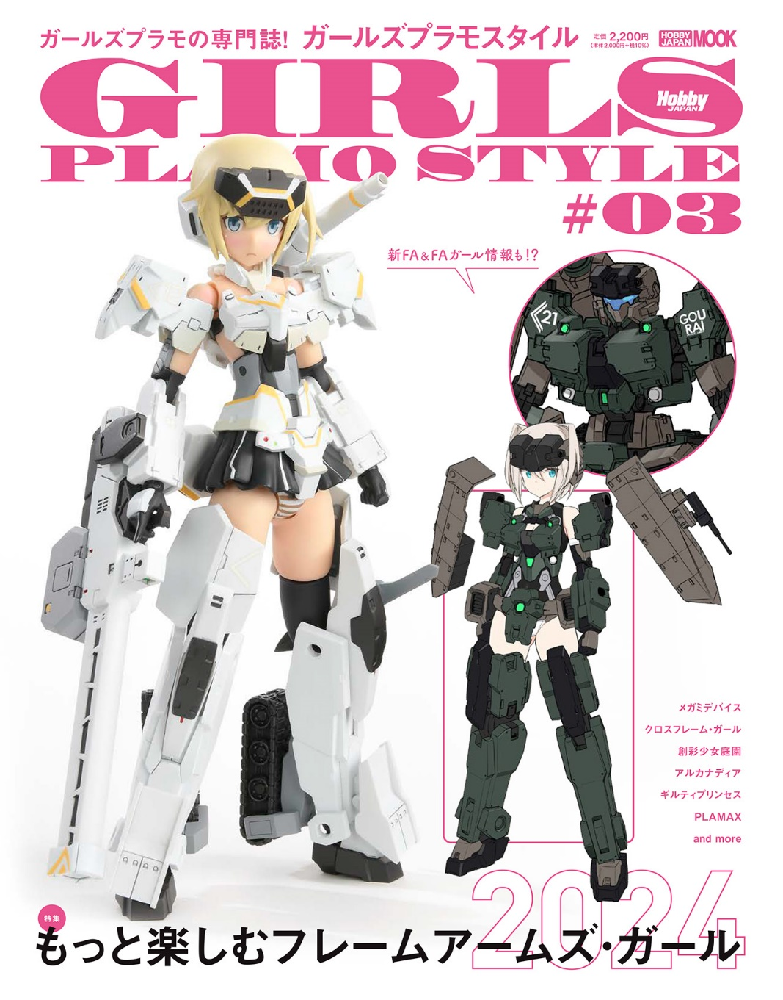 ガールズプラモの専門誌! ガールズプラモスタイル 定価 2,200円 HOBBY JAPAN MOOK
(本体2,000円+税10%)
GIRLS
Hobby
JAPAN
PLAMO STYLE
#03
新FA&FAガール情報も!?
21
GOU
RAI
メガミデバイス
クロスフレーム・ガール
創彩少女庭園
アルカナディア
ギルティプリンセス
PLAMAX
and more
2024
特集
もっと楽しむフレームアームズ・ガール